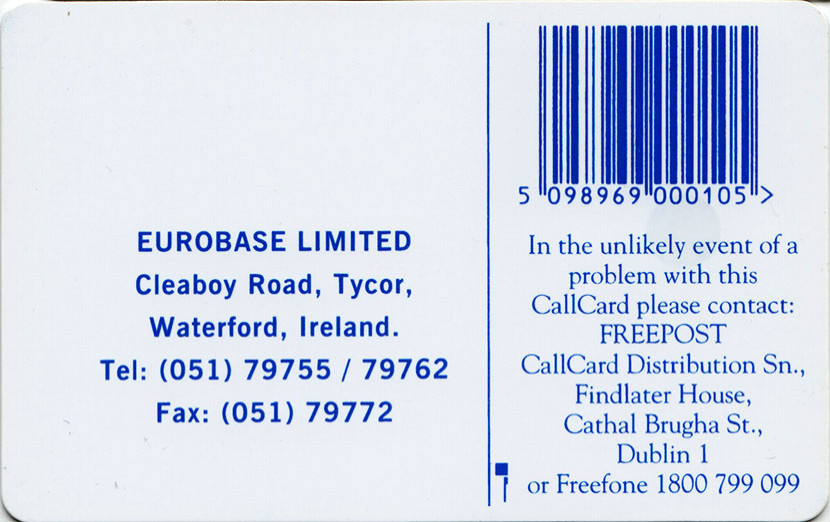 EUROBASE LIMITED
Cleaboy Road, Tycor,
Waterford, Ireland.
Tel: (051) 79755 / 79762
Fax: (051) 79772
5 098969 000105 >
In the unlikely event of a
problem with this
CallCard please contact:
FREEPOST
CallCard Distribution Sn.,
Findlater House,
Cathal Brugha St.,
Dublin 1
or Freefone 1800 799 099